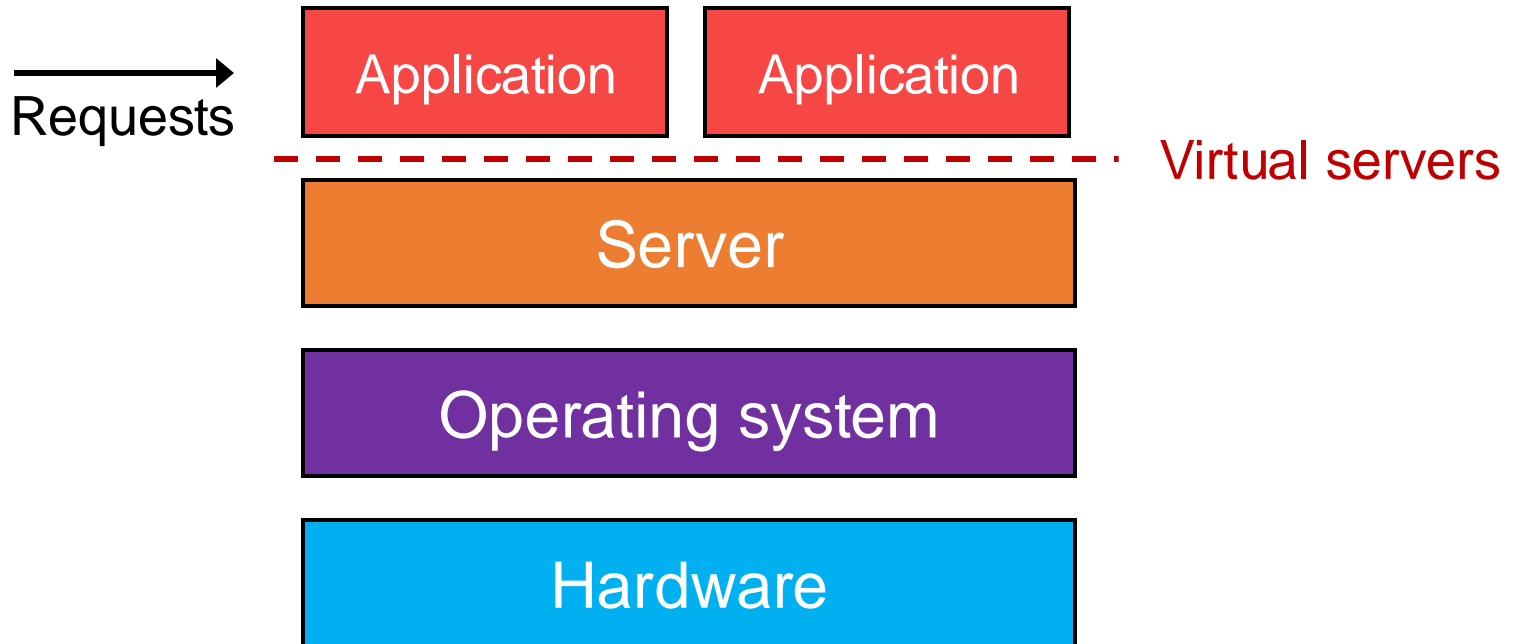 Application
Application
Requests
Virtual servers
Server
Operating system
Hardware